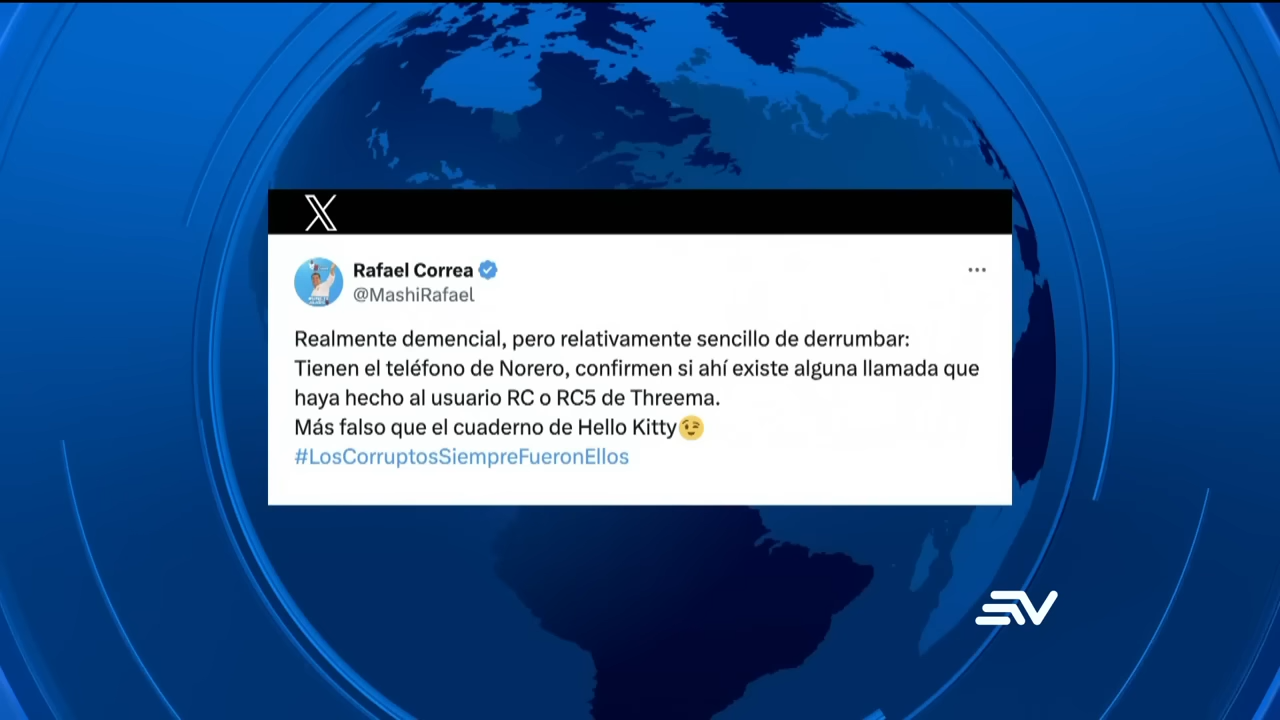 X
Rafael Correa
@MashiRafael
Realmente demencial, pero relativamente sencillo de derrumbar:
Tienen el teléfono de Norero, confirmen si ahí existe alguna llamada que
haya hecho al usuario RC o RC5 de Threema.
Más falso que el cuaderno de Hello Kitty😉
#LosCorruptosSiempreFueronEllos
EV